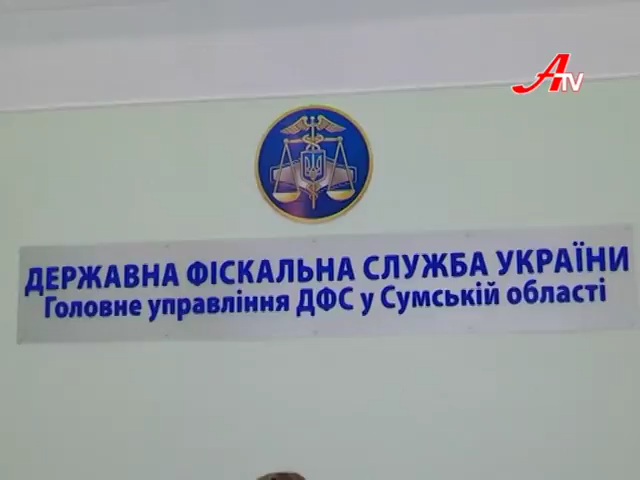 ATV
ДЕРЖАВНА ФІСКАЛЬНА СЛУЖБА УКРАЇНИ
Головне управління ДФС у Сумській області